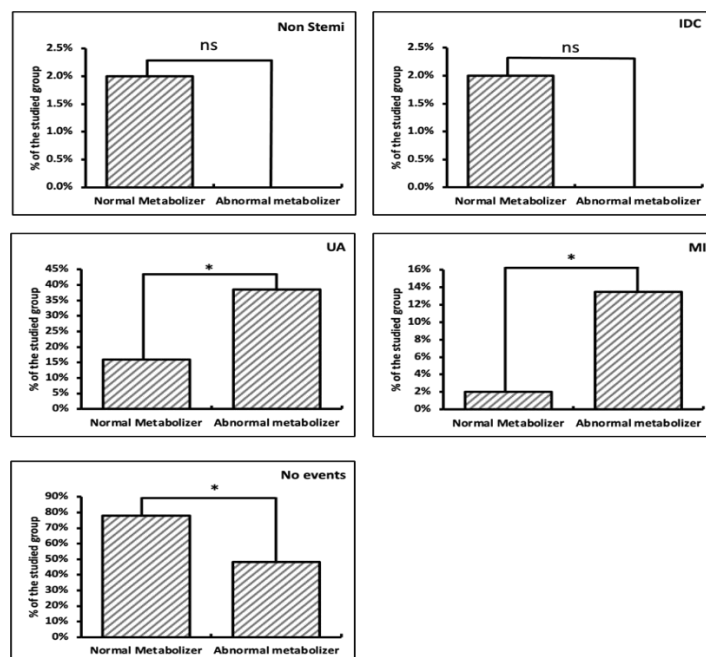 Non Stemi
ns
% of the studied group
2.5%
2.0%
1.5%
1.0%
0.5%
0.0%
Normal Metabolizer Abnormal metabolizer
IDC
ns
% of the studied group
2.5%
2.0%
1.5%
1.0%
0.5%
0.0%
Normal Metabolizer Abnormal metabolizer
UA
*
% of the studied group
45%
40%
35%
30%
25%
20%
15%
10%
5%
0%
Normal Metabolizer Abnormal metabolizer
MI
*
% of the studied group
16%
14%
12%
10%
8%
6%
4%
2%
0%
Normal Metabolizer Abnormal metabolizer
No events
*
% of the studied group
90%
80%
70%
60%
50%
40%
30%
20%
10%
0%
Normal Metabolizer Abnormal metabolizer